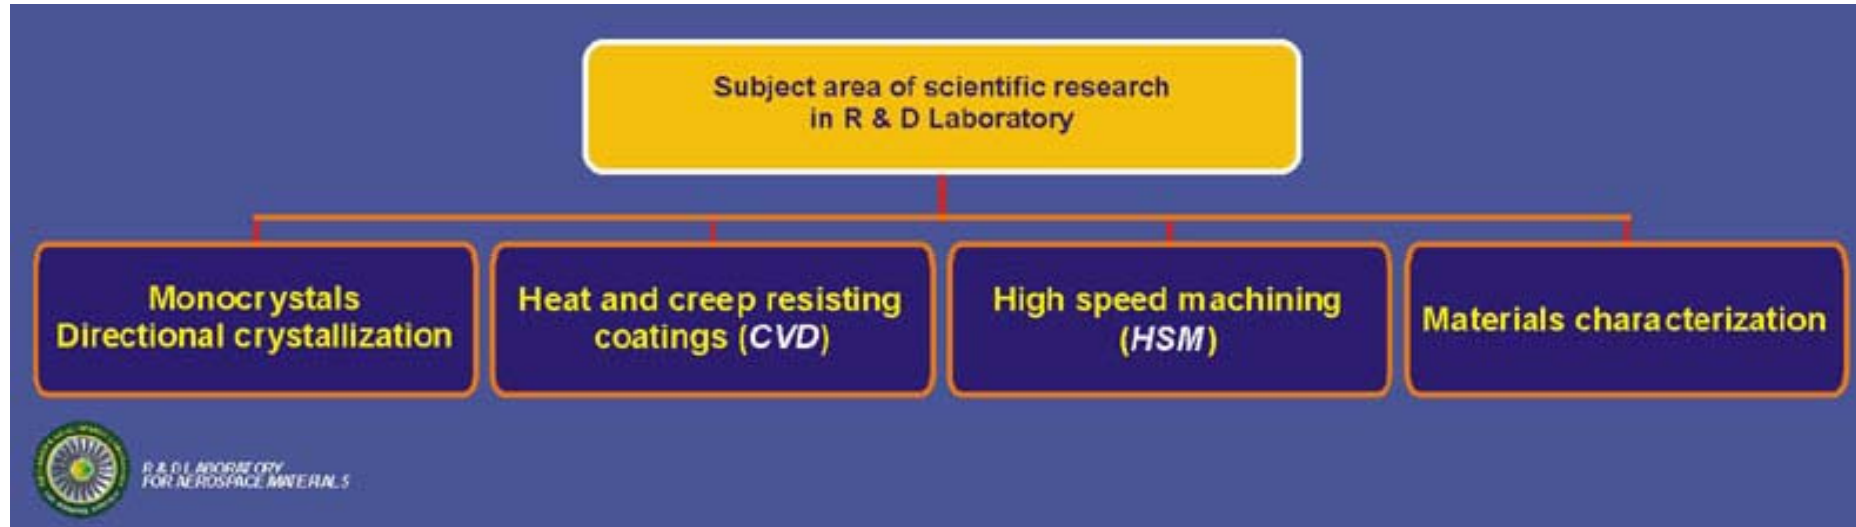 Subject area of scientific research
in R & D Laboratory
Monocrystals
Directional crystallization
Heat and creep resisting
coatings (CVD)
High speed machining
(HSM)
Materials characterization
R & D LABORATORY
FOR AEROSPACE MATERIALS